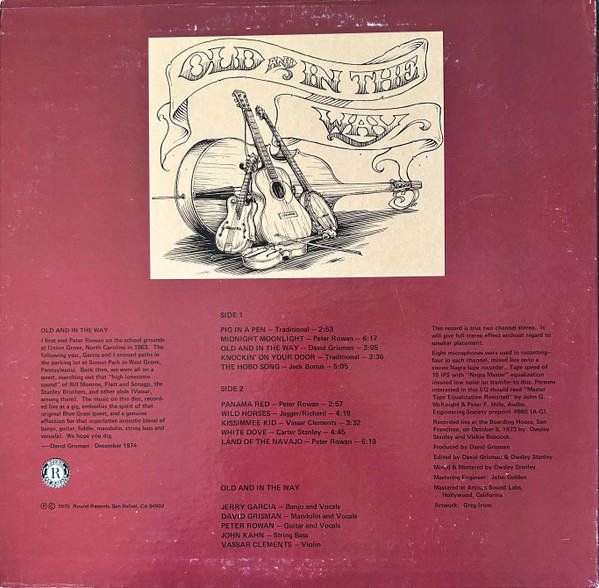 OLD AND IN THE
WAY
OLD AND IN THE WAY
I first met Peter Rowan on the school grounds
at Union Grove, North Carolina in 1963. The
following year, Garcia and I crossed paths in
the parking lot at Sunset Park in West Grove,
Pennsylvania. Back then, we were all on a
quest, searching out that "high lonesome
sound" of Bill Monroe, Flatt and Scruggs, the
Stanley Brothers, and other stalks (Vassar,
among them). The music on this disc, record-
ed live at a gig, embodies the spirit of that
original Blue Grass quest, and a genuine
affection for that superlative acoustic blend of
banjo, guitar, fiddle, mandolin, string bass and
vocal(s). We hope you dig.
—David Grisman December 1974
R
℗ © 1975 Round Records, San Rafael, CA 94902
SIDE 1
PIG IN A PEN — Traditional — 2:53
MIDNIGHT MOONLIGHT — Peter Rowan — 6:17
OLD AND IN THE WAY — David Grisman — 3:05
KNOCKIN' ON YOUR DOOR — Traditional — 3:36
THE HOBO SONG — Jack Bonus — 5:05
SIDE 2
PANAMA RED — Peter Rowan — 2:57
WILD HORSES — Jagger/Richard — 4:19
KISSIMMEE KID — Vassar Clements — 3:32
WHITE DOVE — Carter Stanley — 4:45
LAND OF THE NAVAJO — Peter Rowan — 6:19
OLD AND IN THE WAY
JERRY GARCIA — Banjo and Vocals
DAVID GRISMAN — Mandolin and Vocals
PETER ROWAN — Guitar and Vocals
JOHN KAHN — String Bass
VASSAR CLEMENTS — Violin
This record is true two channel stereo. It
will give full stereo effect without regard to
speaker placement.
Eight microphones were used in recording—
four in each channel, mixed live onto a
stereo Nagra tape recorder. Tape speed of
15 IPS with "Nagra Master" equalization
insured low noise on transfer to disc. Persons
interested in this EQ should read "Master
Tape Equalization Revisited" by John G.
McKnight & Peter F. Hille, Audio
Engineering Society preprint #865 (A-C).
Recorded live at the Boarding House, San
Francisco, on October 8, 1973 by: Owsley
Stanley and Vickie Babcock.
Produced by David Grisman
Edited by David Grisman & Owsley Stanley
Mixed & Mastered by Owsley Stanley
Mastering Engineer: John Golden
Mastered at Artisan Sound Labs,
Hollywood, California
Artwork: Greg Irons